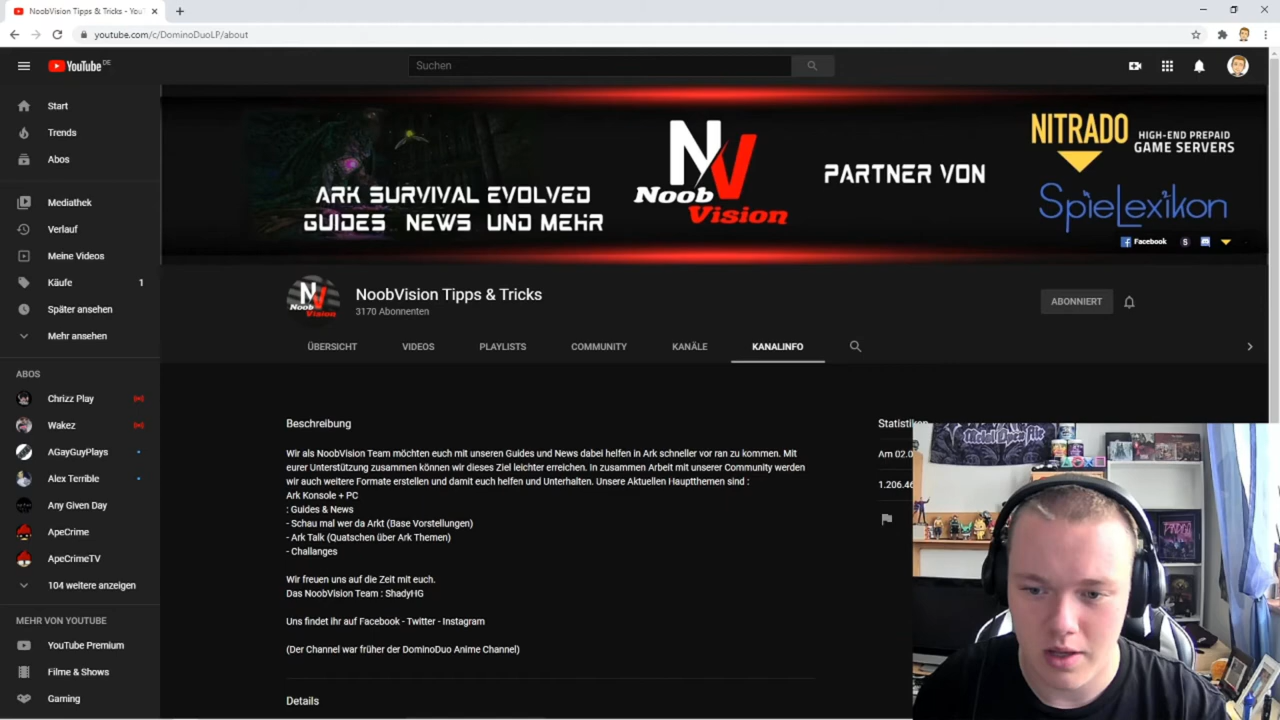 NoobVision Tipps & Tricks - You
youtube.com/c/DominoDuoLP/about
YouTube DE
Suchen
Start
Trends
Abos
Mediathek
Verlauf
Meine Videos
Käufe 1
Später ansehen
Mehr ansehen
ABOS
Chrizz Play
Wakez
AGayGuyPlays
Alex Terrible
Any Given Day
ApeCrime
ApeCrimeTV
104 weitere anzeigen
MEHR VON YOUTUBE
YouTube Premium
Filme & Shows
Gaming
ARK SURVIVAL EVOLVED
GUIDES NEWS UND MEHR
NV
Noob
Vision
PARTNER VON
NITRADO HIGH-END PREPAID
GAME SERVERS
SpieLexikon
Facebook
NoobVision Tipps & Tricks
3170 Abonnenten
ABONNIERT
ÜBERSICHT VIDEOS PLAYLISTS COMMUNITY KANÄLE KANALINFO
Beschreibung
Wir als NoobVision Team möchten euch mit unseren Guides und News dabei helfen in Ark schneller vor ran zu kommen. Mit
eurer Unterstützung zusammen können wir dieses Ziel leichter erreichen. In zusammen Arbeit mit unserer Community werden
wir auch weitere Formate erstellen und damit euch helfen und Unterhalten. Unsere Aktuellen Hauptthemen sind :
Ark Konsole + PC
: Guides & News
- Schau mal wer da Arkt (Base Vorstellungen)
- Ark Talk (Quatschen über Ark Themen)
- Challanges
Wir freuen uns auf die Zeit mit euch.
Das NoobVision Team : ShadyHG
Uns findet ihr auf Facebook - Twitter - Instagram
(Der Channel war früher der DominoDuo Anime Channel)
Details
Statistiken
Am 02.0
1.206.46